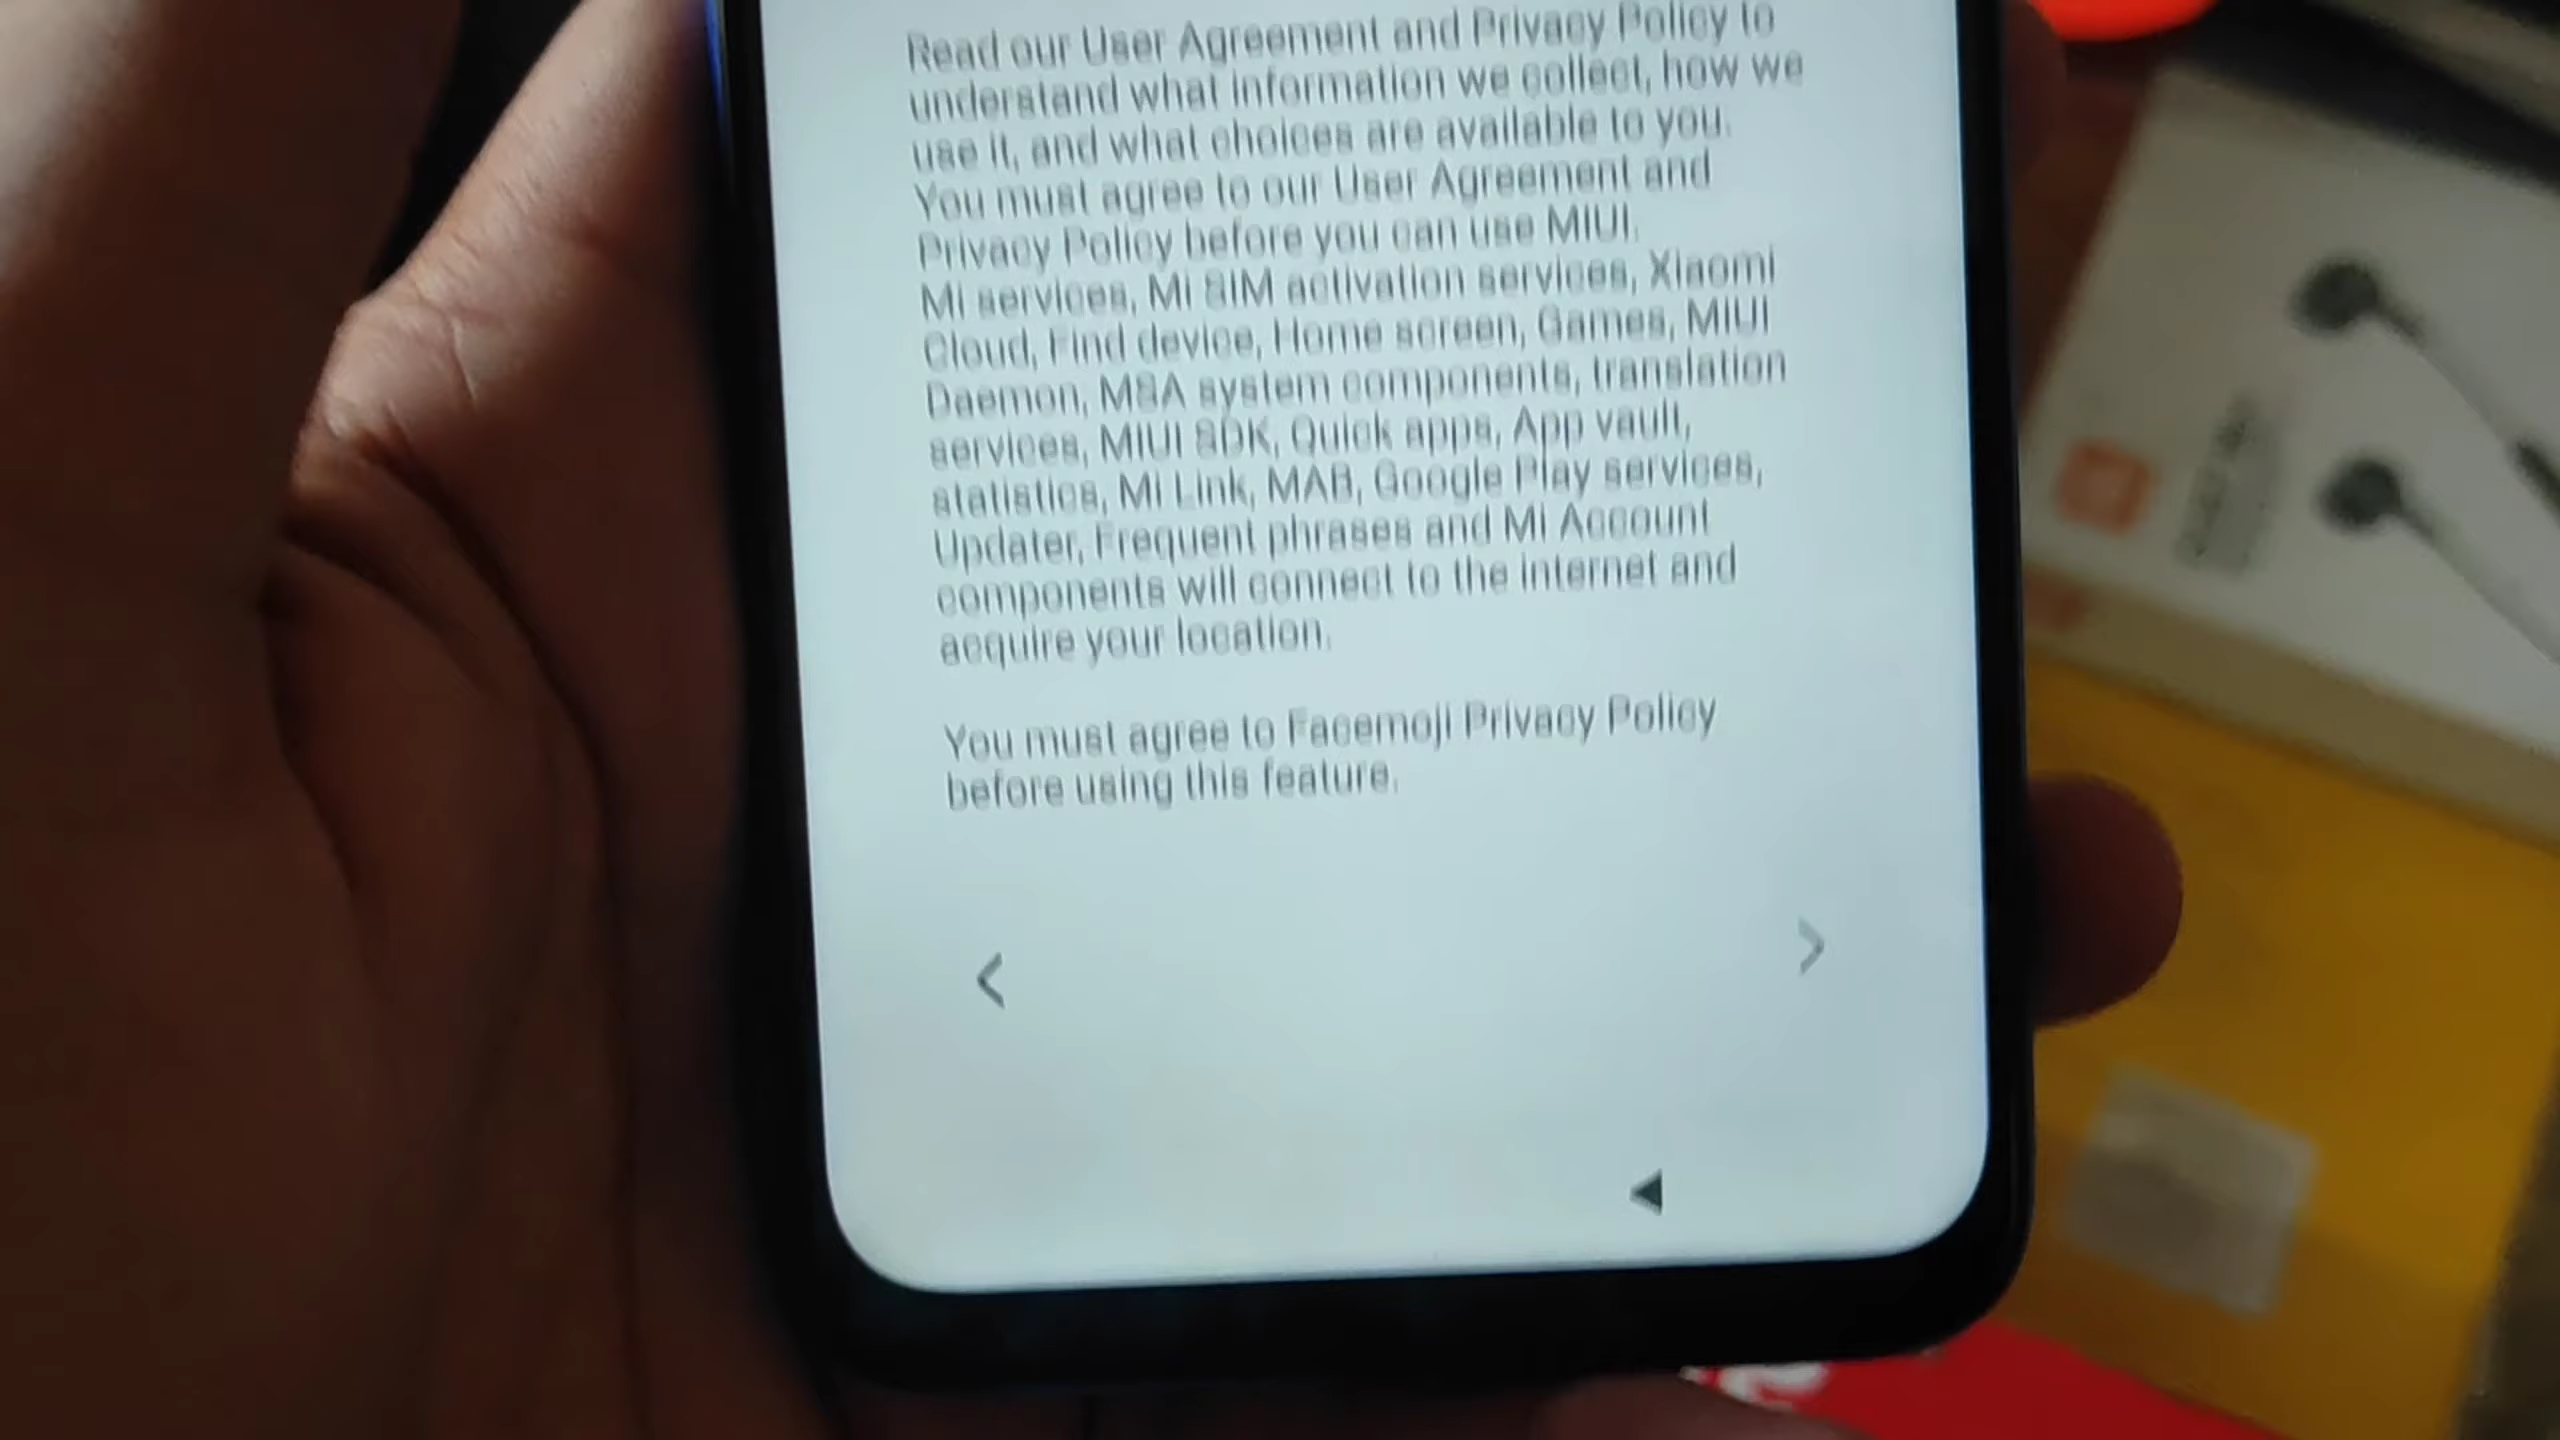 Read our User Agreement and Privacy Policy to
understand what information we collect, how we
use it, and what choices are available to you.
You must agree to our User Agreement and
Privacy Policy before you can use MIUI.
Mi services, Mi SIM activation services, Xiaomi
Cloud, Find device, Home screen, Games, MIUI
Daemon, MSA system components, translation
services, MIUI SDK, Quick apps, App vault,
statistics, Mi Link, MAB, Google Play services,
Updater, Frequent phrases and Mi Account
components will connect to the internet and
acquire your location.
You must agree to Facemoji Privacy Policy
before using this feature.